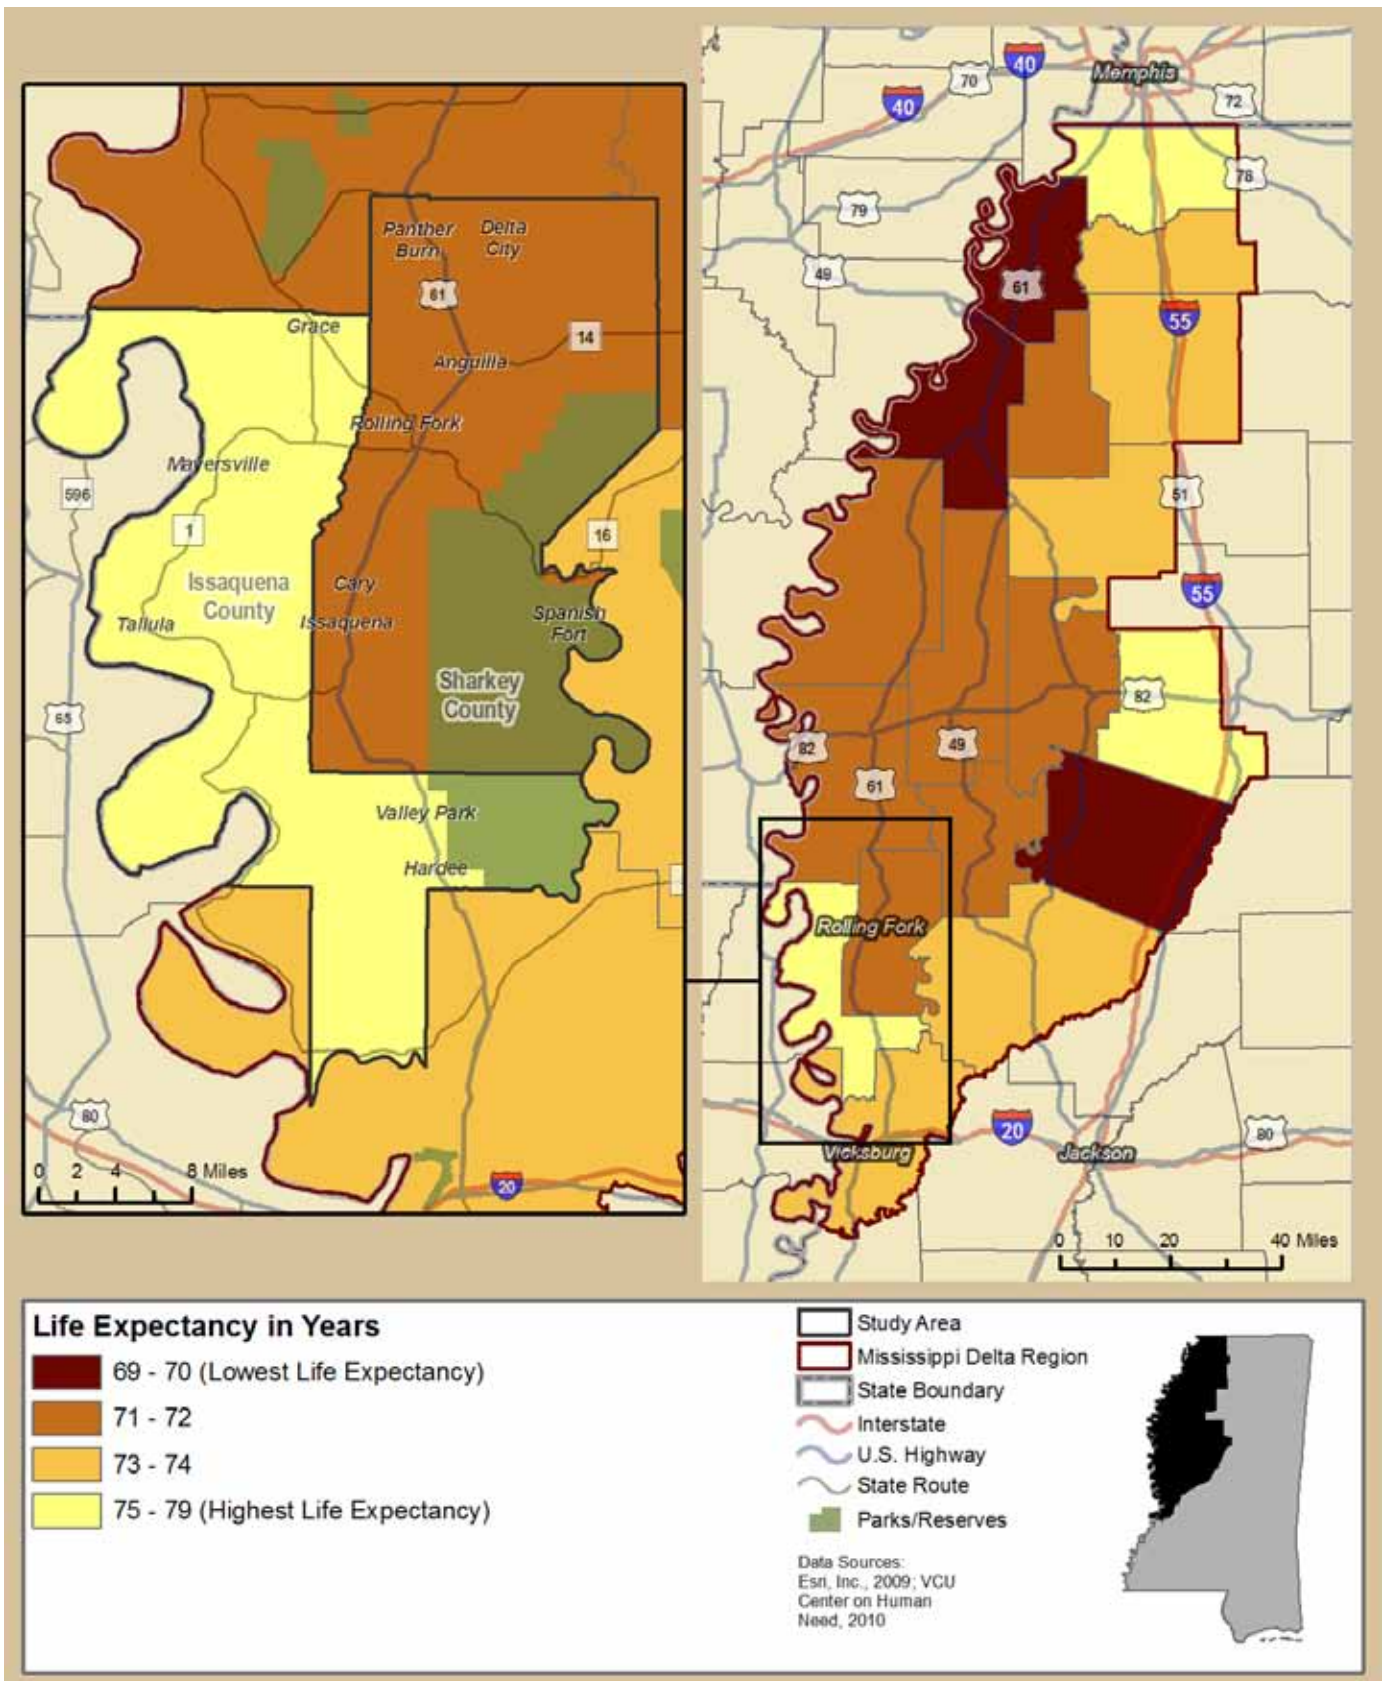 Panther
Burn
Delta
City
61
Grace
14
Anguilla
Rolling Fork
Mayersville
596
1
16
Issaquena
County
Cary
Tallula
Issaquena
Spanish
Fort
Sharkey
County
65
Valley Park
Hardee
80
0 2 4 8 Miles
20
40
70
Memphis
40
72
78
79
49
61
55
51
55
82
82
49
61
Rolling Fork
20
80
Vicksburg
Jackson
0 10 20 40 Miles
Life Expectancy in Years
69 - 70 (Lowest Life Expectancy)
71 - 72
73 - 74
75 - 79 (Highest Life Expectancy)
Study Area
Mississippi Delta Region
State Boundary
Interstate
U.S. Highway
State Route
Parks/Reserves
Data Sources:
Esri, Inc., 2009; VCU
Center on Human
Need, 2010